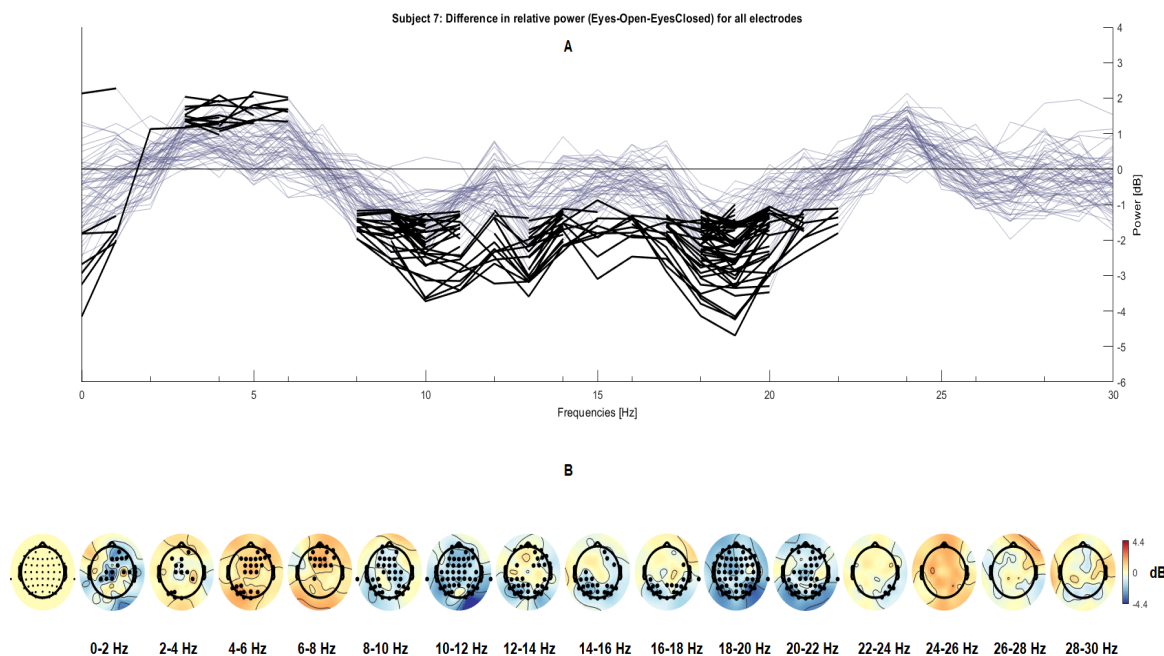 Subject 7: Difference in relative power (Eyes-Open-EyesClosed) for all electrodes
A
4
3
2
1
0
-1
-2
-3
-4
-5
-6
Power [dB]
0 5 10 15 20 25 30
Frequencies [Hz]
B
4.4
0
-4.4
dB
0-2 Hz 2-4 Hz 4-6 Hz 6-8 Hz 8-10 Hz 10-12 Hz 12-14 Hz 14-16 Hz 16-18 Hz 18-20 Hz 20-22 Hz 22-24 Hz 24-26 Hz 26-28 Hz 28-30 Hz